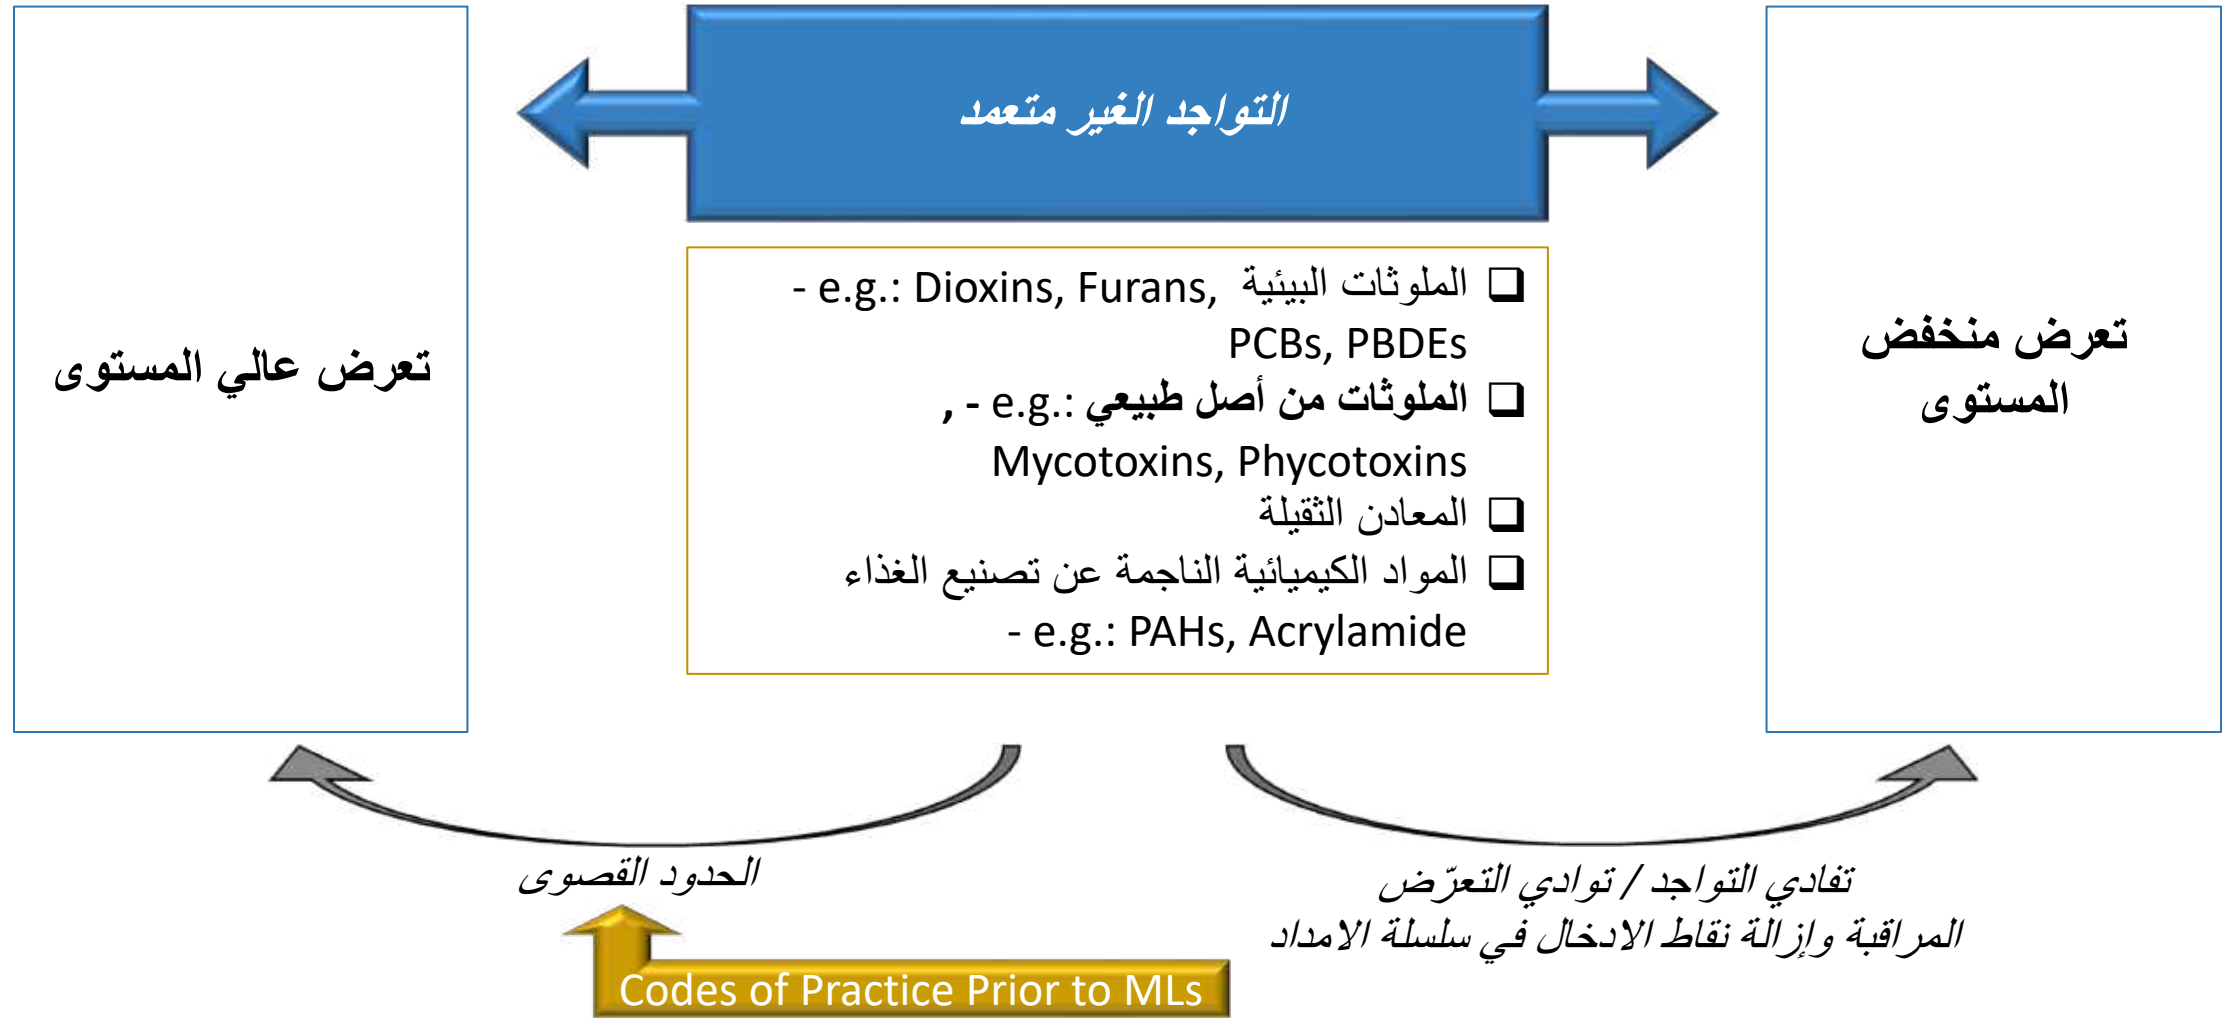 التواجد الغير متعمد
تعرض منخفض
المستوى
❑ الملوثات البيئية e.g.: Dioxins, Furans, -
PCBs, PBDEs
❑ الملوثات من أصل طبيعي e.g.: - ,
Mycotoxins, Phycotoxins
❑ المعادن الثقيلة
❑ المواد الكيميائية الناجمة عن تصنيع الغذاء
- e.g.: PAHs, Acrylamide
تعرض عالي المستوى
تفادي التواجد / توادي التعرّض
المراقبة وإزالة نقاط الادخال في سلسلة الامداد
الحدود القصوى
Codes of Practice Prior to MLs